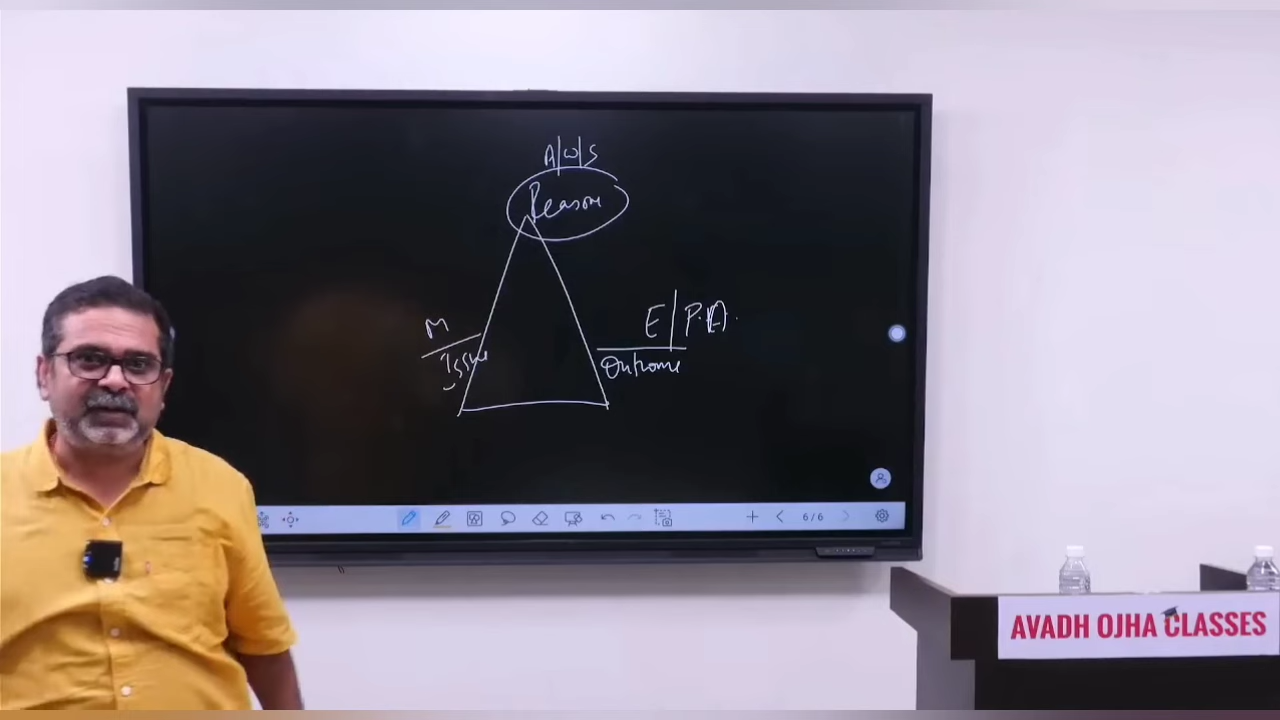 A|W|S
Reason
M
Issue
E|P.A.
Outcome
6/6
AVADH OJHA CLASSES